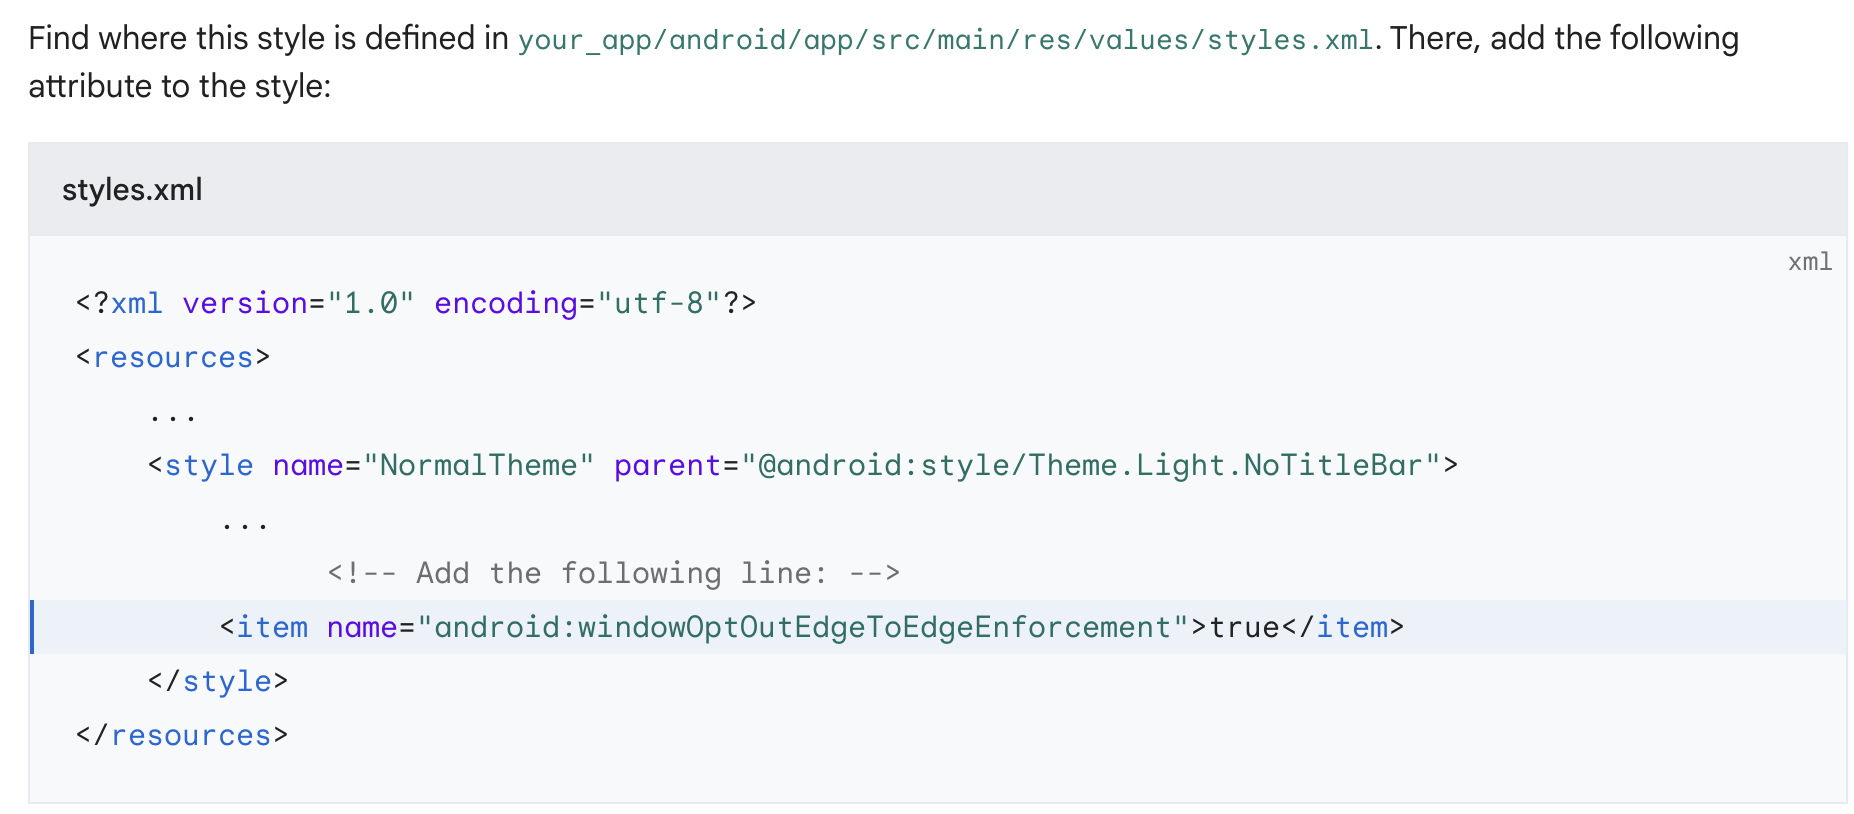 Find where this style is defined in your_app/android/app/src/main/res/values/styles.xml. There, add the following
attribute to the style:
styles.xml
xml
<?xml version="1.0" encoding="utf-8"?>
<resources>
    ...
    <style name="NormalTheme" parent="@android:style/Theme.Light.NoTitleBar">
        ...
              <!-- Add the following line: -->
        <item name="android:windowOptOutEdgeToEdgeEnforcement">true</item>
    </style>
</resources>